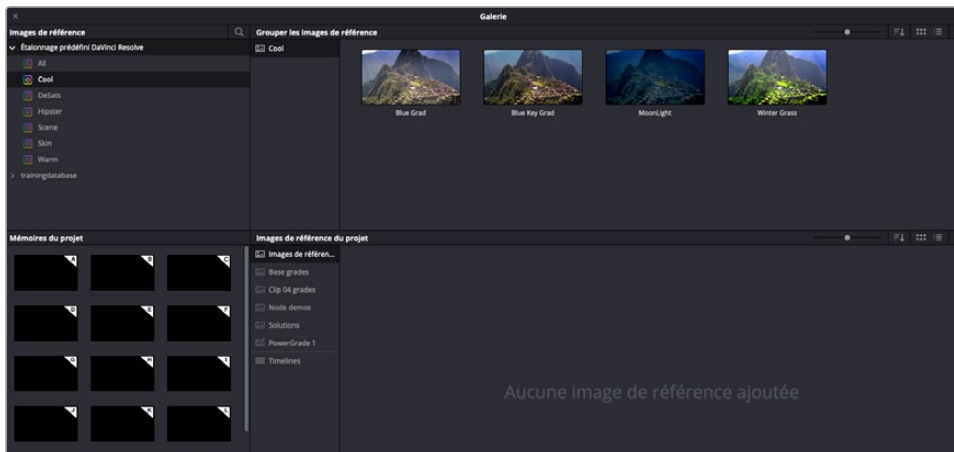 Galerie
Images de référence
Étalonnage prédéfini DaVinci Resolve
All
Cool
DeSats
Hipster
Scene
Skin
Warm
trainingdatabase
Grouper les images de référence
Cool
Blue Grad
Blue Key Grad
MoonLight
Winter Grass
Mémoires du projet
A
B
C
D
E
F
G
H
I
J
K
L
Images de référence du projet
Images de référen...
Base grades
Clip 04 grades
Node demos
Solutions
PowerGrade 1
Timelines
Aucune image de référence ajoutée